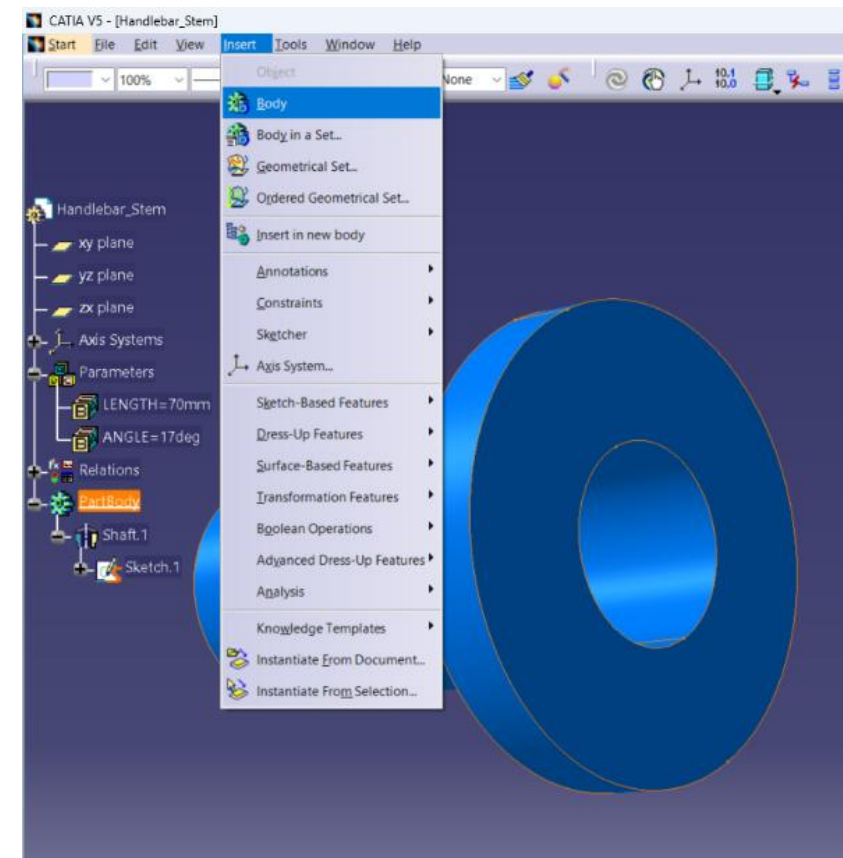 CATIA V5 - [Handlebar_Stem]
Start File Edit View Insert Tools Window Help
100% None 10,1 10,0
Object
Body
Body in a Set...
Geometrical Set...
Ordered Geometrical Set...
Insert in new body
Annotations
Constraints
Sketcher
Axis System...
Sketch-Based Features
Dress-Up Features
Surface-Based Features
Transformation Features
Boolean Operations
Advanced Dress-Up Features
Analysis
Knowledge Templates
Instantiate From Document...
Instantiate From Selection...
Handlebar_Stem
xy plane
yz plane
zx plane
Axis Systems
Parameters
LENGTH=70mm
ANGLE=17deg
Relations
PartBody
Shaft.1
Sketch.1